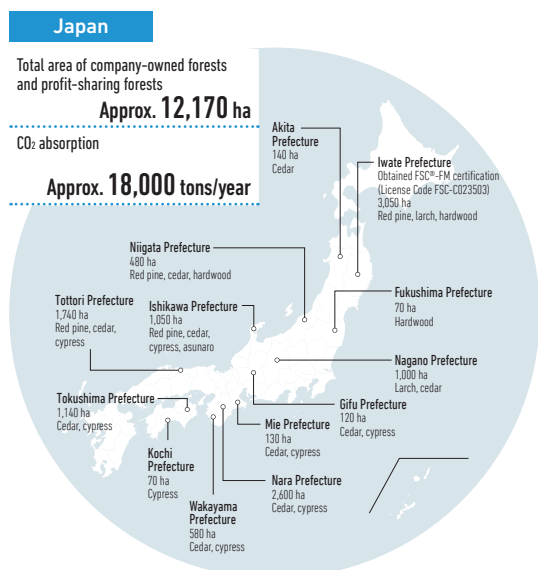 Japan
Total area of company-owned forests
and profit-sharing forests
Approx. 12,170 ha
CO₂ absorption
Approx. 18,000 tons/year
Akita
Prefecture
140 ha
Cedar
Iwate Prefecture
Obtained FSC®-FM certification
(License Code FSC-C023503)
3,050 ha
Red pine, larch, hardwood
Niigata Prefecture
480 ha
Red pine, cedar, hardwood
Fukushima Prefecture
70 ha
Hardwood
Tottori Prefecture
1,740 ha
Red pine, cedar,
cypress
Ishikawa Prefecture
1,050 ha
Red pine, cedar,
cypress, asunaro
Nagano Prefecture
1,000 ha
Larch, cedar
Tokushima Prefecture
1,140 ha
Cedar, cypress
Gifu Prefecture
120 ha
Cedar, cypress
Mie Prefecture
130 ha
Cedar, cypress
Kochi
Prefecture
70 ha
Cypress
Nara Prefecture
2,600 ha
Cedar, cypress
Wakayama
Prefecture
580 ha
Cedar, cypress